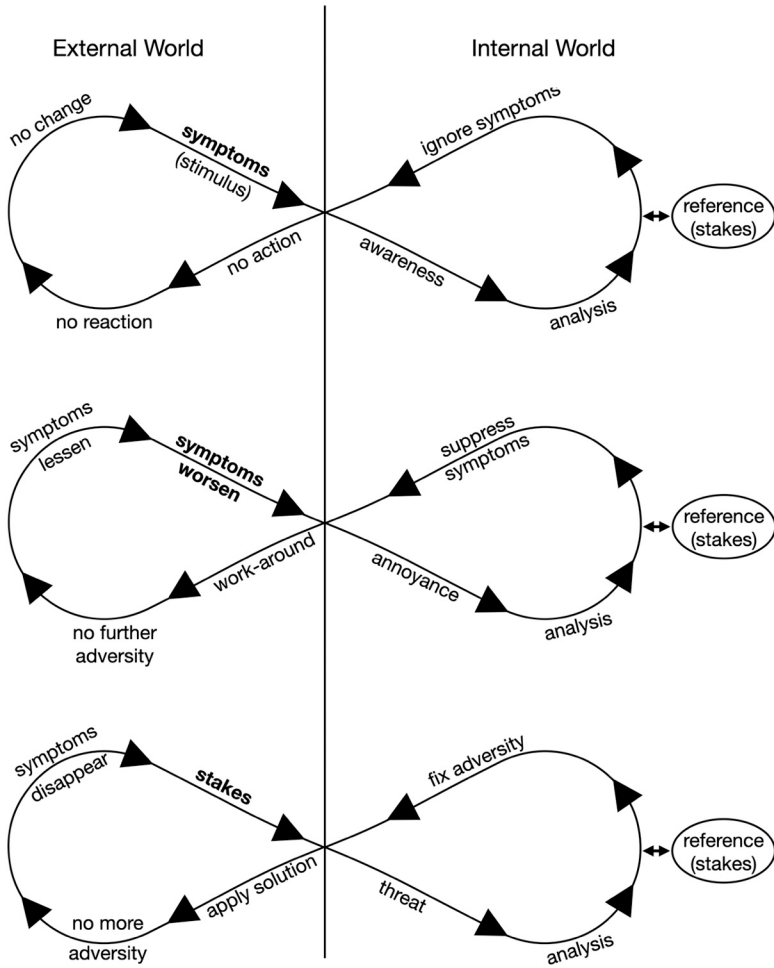 External World
Internal World
no change
symptoms
(stimulus)
ignore symptoms
reference
(stakes)
no action
awareness
no reaction
analysis
symptoms
lessen
symptoms
worsen
suppress
symptoms
reference
(stakes)
work-around
annoyance
no further
adversity
analysis
symptoms
disappear
stakes
fix adversity
reference
(stakes)
apply solution
threat
no more
adversity
analysis